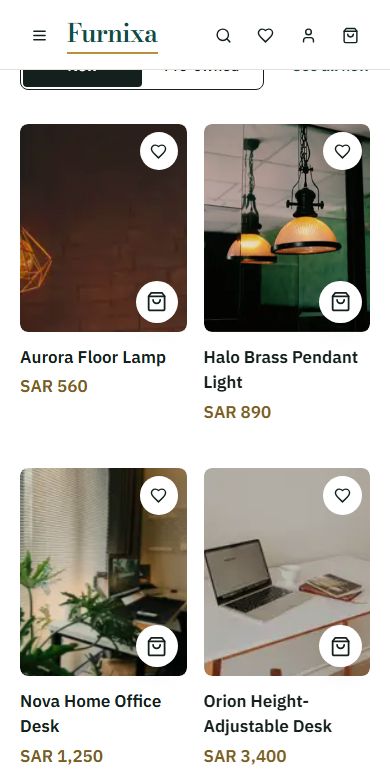 Furnixa
Aurora Floor Lamp
SAR 560
Halo Brass Pendant
Light
SAR 890
Nova Home Office
Desk
SAR 1,250
Orion Height-
Adjustable Desk
SAR 3,400